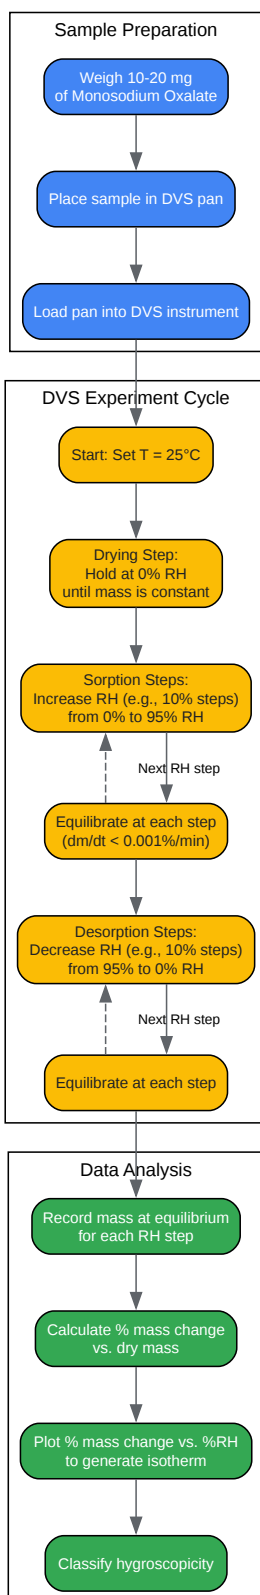 Sample Preparation
Weigh 10-20 mg
of Monosodium Oxalate
Place sample in DVS pan
Load pan into DVS instrument
DVS Experiment Cycle
Start: Set T = 25°C
Drying Step:
Hold at 0% RH
until mass is constant
Sorption Steps:
Increase RH (e.g., 10% steps)
from 0% to 95% RH
Next RH step
Equilibrate at each step
(dm/dt < 0.001%/min)
Desorption Steps:
Decrease RH (e.g., 10% steps)
from 95% to 0% RH
Next RH step
Equilibrate at each step
Data Analysis
Record mass at equilibrium
for each RH step
Calculate % mass change
vs. dry mass
Plot % mass change vs. %RH
to generate isotherm
Classify hygroscopicity